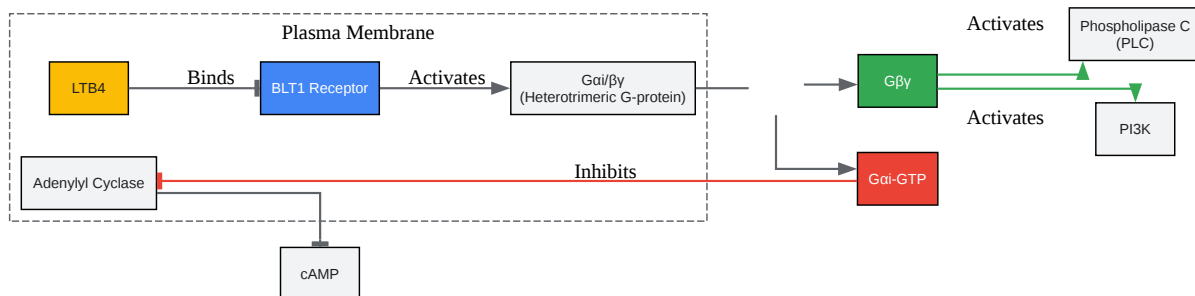 Plasma Membrane
Activates
Phospholipase C
(PLC)
LTB4
Binds
BLT1 Receptor
Activates
Gαi/βγ
(Heterotrimeric G-protein)
Gβγ
Activates
PI3K
Adenylyl Cyclase
Inhibits
Gαi-GTP
cAMP